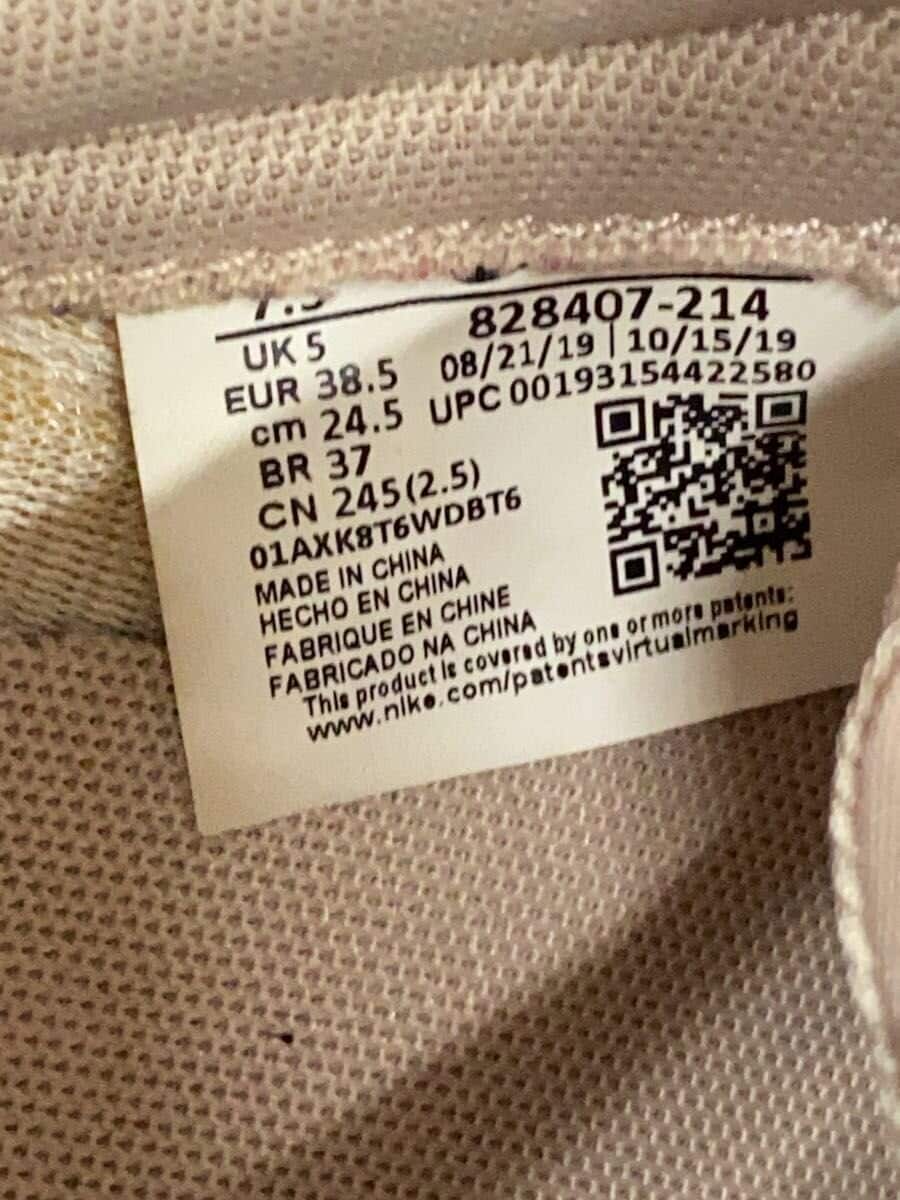 7.5
828407-214
UK 5
08/21/19 | 10/15/19
EUR 38.5
UPC 00193154422580
cm 24.5
BR 37
CN 245(2.5)
01AXK8T6WDBT6
MADE IN CHINA
HECHO EN CHINA
FABRIQUE EN CHINE
FABRICADO NA CHINA
This product is covered by one or more patents:
www.nike.com/patentsvirtualmarking